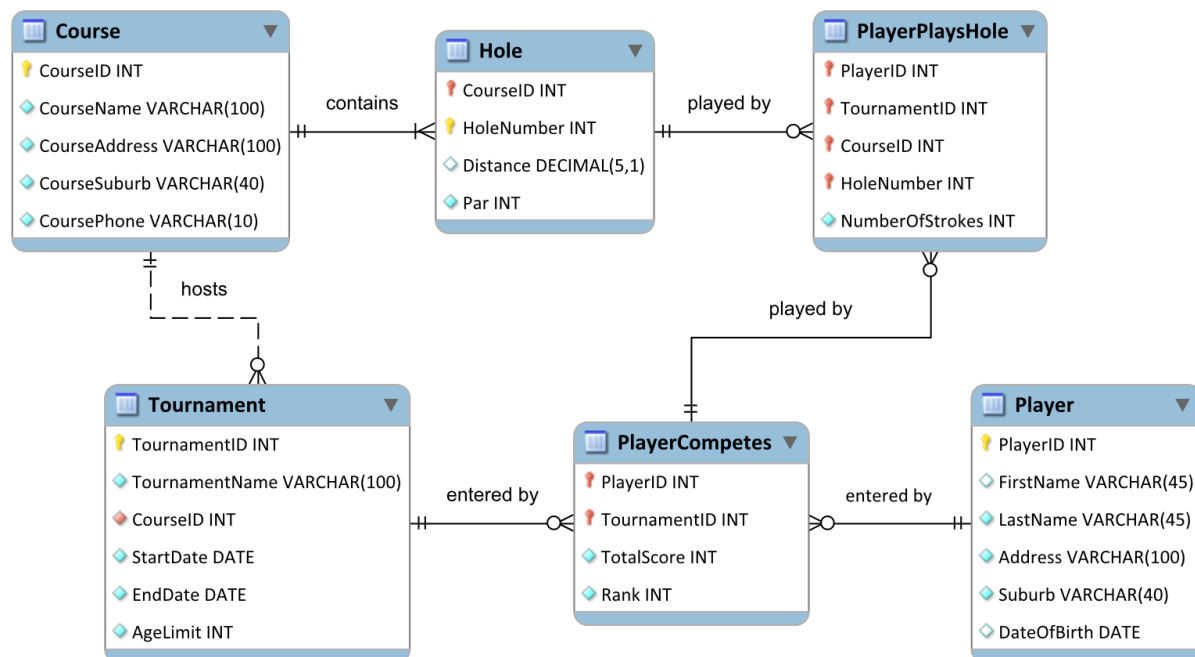 Course
CourseID INT
CourseName VARCHAR(100)
CourseAddress VARCHAR(100)
CourseSuburb VARCHAR(40)
CoursePhone VARCHAR(10)
contains
Hole
CourseID INT
HoleNumber INT
Distance DECIMAL(5,1)
Par INT
played by
PlayerPlaysHole
PlayerID INT
TournamentID INT
CourseID INT
HoleNumber INT
NumberOfStrokes INT
hosts
played by
Tournament
TournamentID INT
TournamentName VARCHAR(100)
CourseID INT
StartDate DATE
EndDate DATE
AgeLimit INT
entered by
PlayerCompetes
PlayerID INT
TournamentID INT
TotalScore INT
Rank INT
entered by
Player
PlayerID INT
FirstName VARCHAR(45)
LastName VARCHAR(45)
Address VARCHAR(100)
Suburb VARCHAR(40)
DateOfBirth DATE